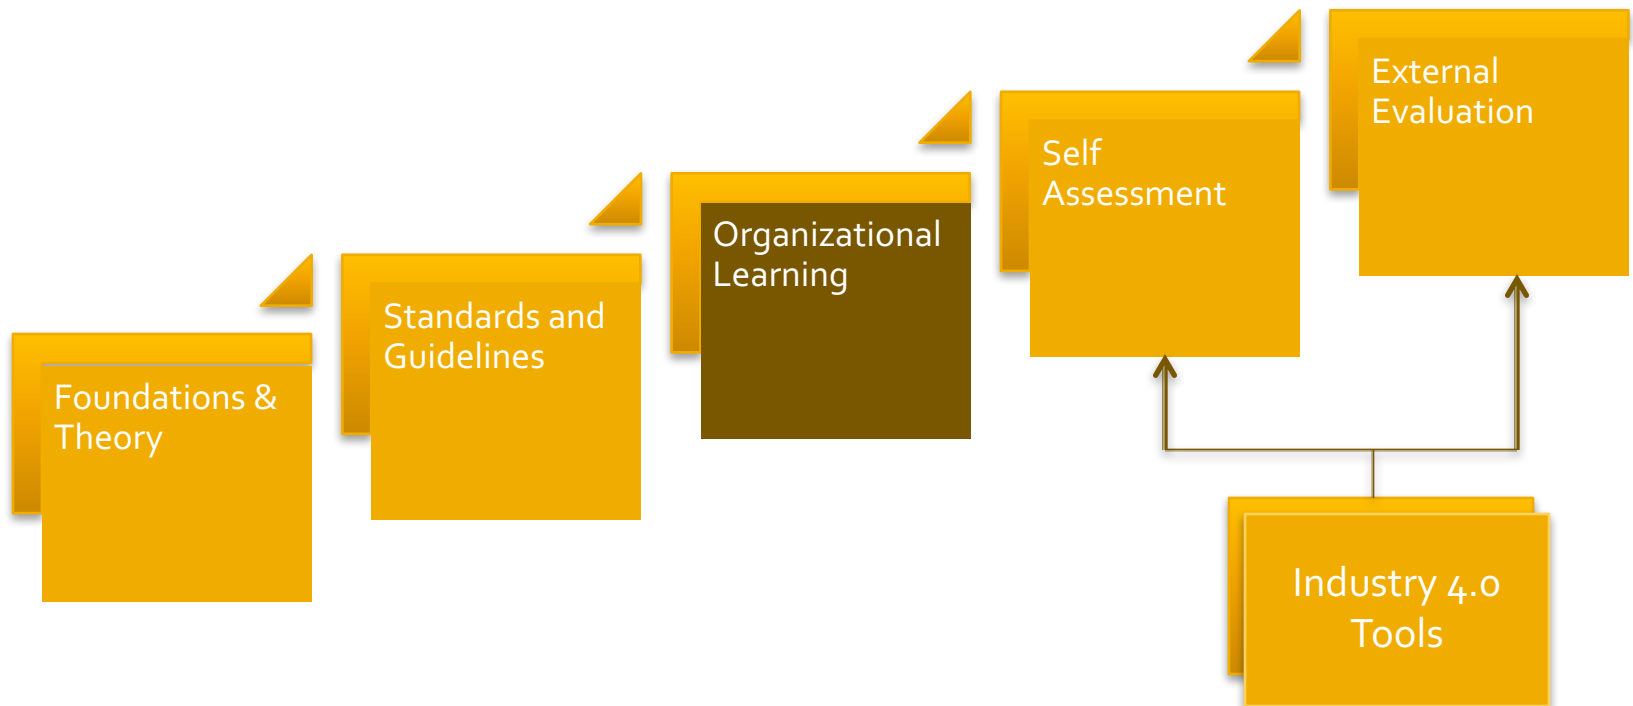 Foundations &
Theory
Standards and
Guidelines
Organizational
Learning
Self
Assessment
External
Evaluation
Industry 4.0
Tools